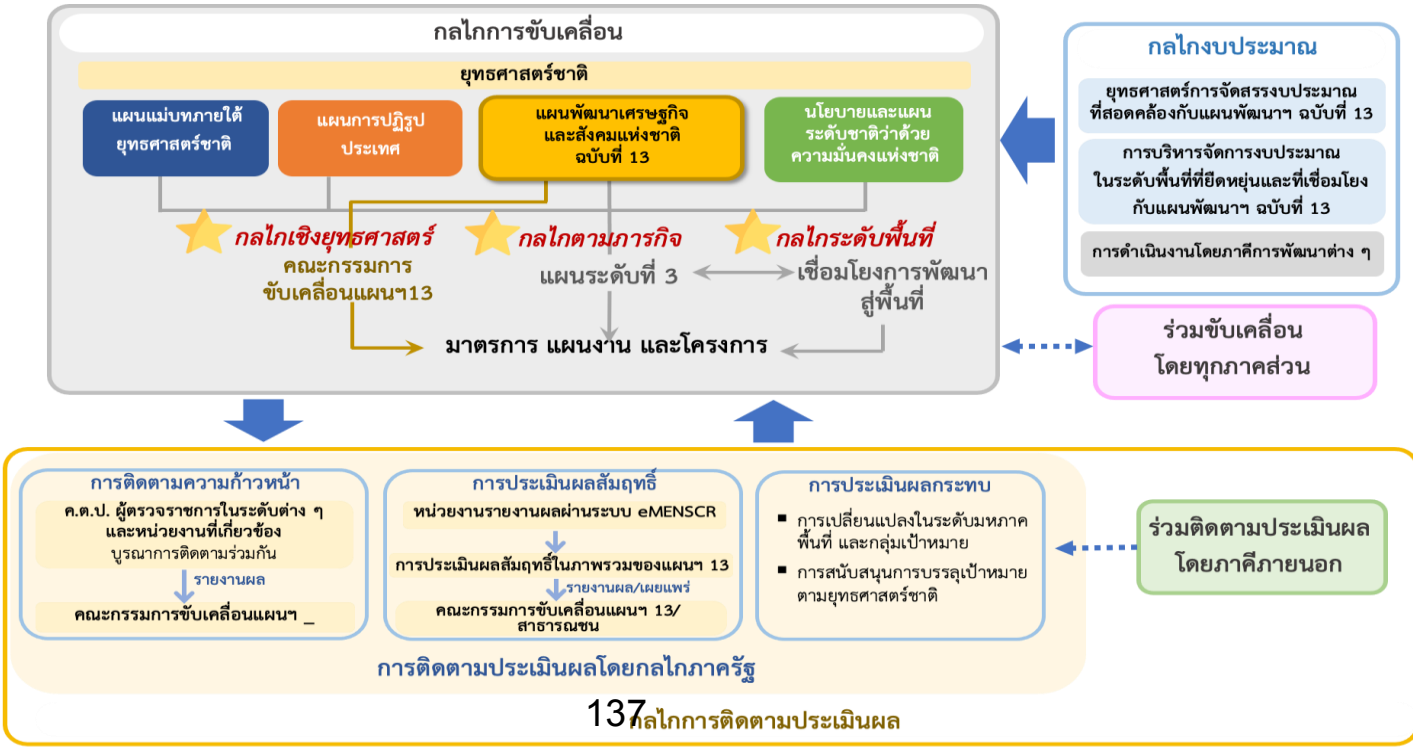 กลไกการขับเคลื่อน
ยุทธศาสตร์ชาติ
แผนแม่บทภายใต้
ยุทธศาสตร์ชาติ
แผนการปฏิรูป
ประเทศ
แผนพัฒนาเศรษฐกิจ
และสังคมแห่งชาติ
ฉบับที่ 13
นโยบายและแผน
ระดับชาติว่าด้วย
ความมั่นคงแห่งชาติ
กลไกเชิงยุทธศาสตร์
คณะกรรมการ
ขับเคลื่อนแผนฯ13
กลไกตามภารกิจ
แผนระดับที่ 3
กลไกระดับพื้นที่
เชื่อมโยงการพัฒนา
สู่พื้นที่
มาตรการ แผนงาน และโครงการ
กลไกงบประมาณ
ยุทธศาสตร์การจัดสรรงบประมาณ
ที่สอดคล้องกับแผนพัฒนาฯ ฉบับที่ 13
การบริหารจัดการงบประมาณ
ในระดับพื้นที่ที่ยืดหยุ่นและที่เชื่อมโยง
กับแผนพัฒนาฯ ฉบับที่ 13
การดำเนินงานโดยภาคีการพัฒนาต่าง ๆ
ร่วมขับเคลื่อน
โดยทุกภาคส่วน
การติดตามความก้าวหน้า
ค.ต.ป. ผู้ตรวจราชการในระดับต่าง ๆ
และหน่วยงานที่เกี่ยวข้อง
บูรณาการติดตามร่วมกัน
รายงานผล
คณะกรรมการขับเคลื่อนแผนฯ _
การประเมินผลสัมฤทธิ์
หน่วยงานรายงานผลผ่านระบบ eMENSCR
การประเมินผลสัมฤทธิ์ในภาพรวมของแผนฯ 13
รายงานผล/เผยแพร่
คณะกรรมการขับเคลื่อนแผนฯ 13/
สาธารณชน
การประเมินผลกระทบ
▪ การเปลี่ยนแปลงในระดับมหภาค
พื้นที่ และกลุ่มเป้าหมาย
▪ การสนับสนุนการบรรลุเป้าหมาย
ตามยุทธศาสตร์ชาติ
ร่วมติดตามประเมินผล
โดยภาคีภายนอก
การติดตามประเมินผลโดยกลไกภาครัฐ
137
กลไกการติดตามประเมินผล